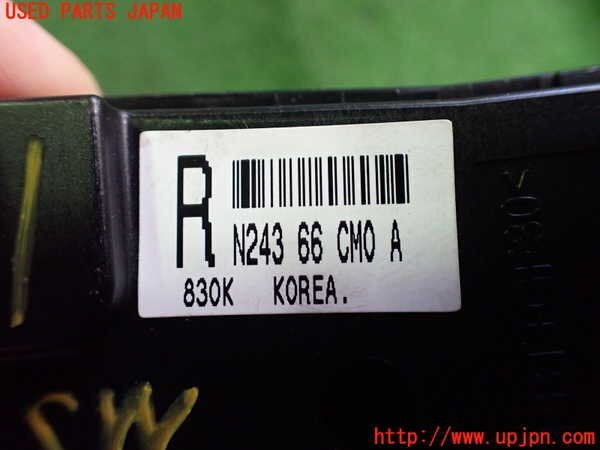 USED PARTS JAPAN
R
N243 66 CM0 A
830K KOREA.
http://www.upjpn.com/